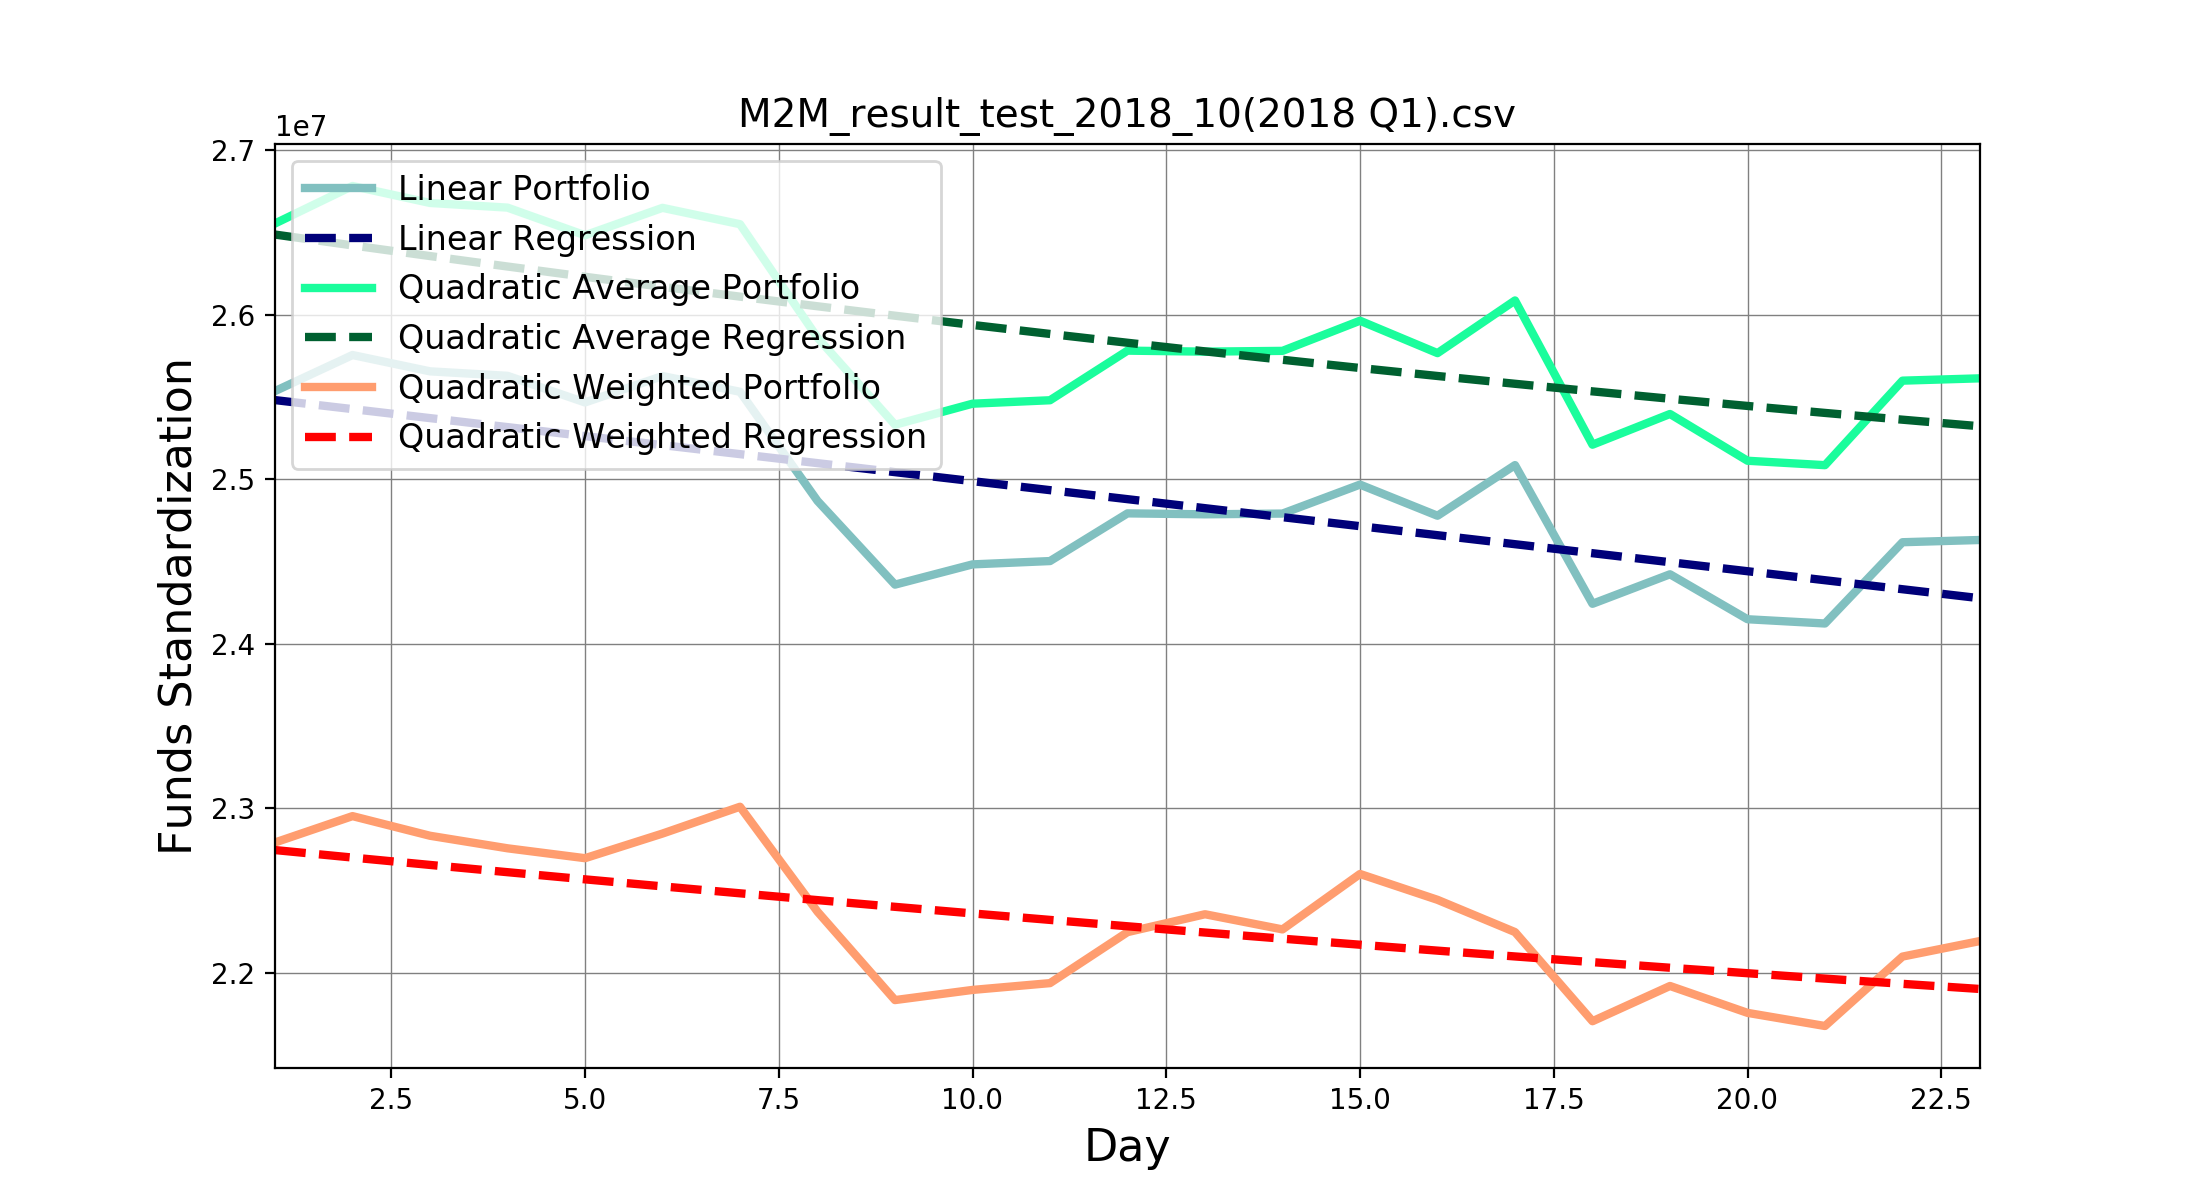 M2M_result_test_2018_10(2018 Q1).csv
1e7
2.7
2.6
2.5
2.4
2.3
2.2
Funds Standardization
Linear Portfolio
Linear Regression
Quadratic Average Portfolio
Quadratic Average Regression
Quadratic Weighted Portfolio
Quadratic Weighted Regression
2.5 5.0 7.5 10.0 12.5 15.0 17.5 20.0 22.5
Day